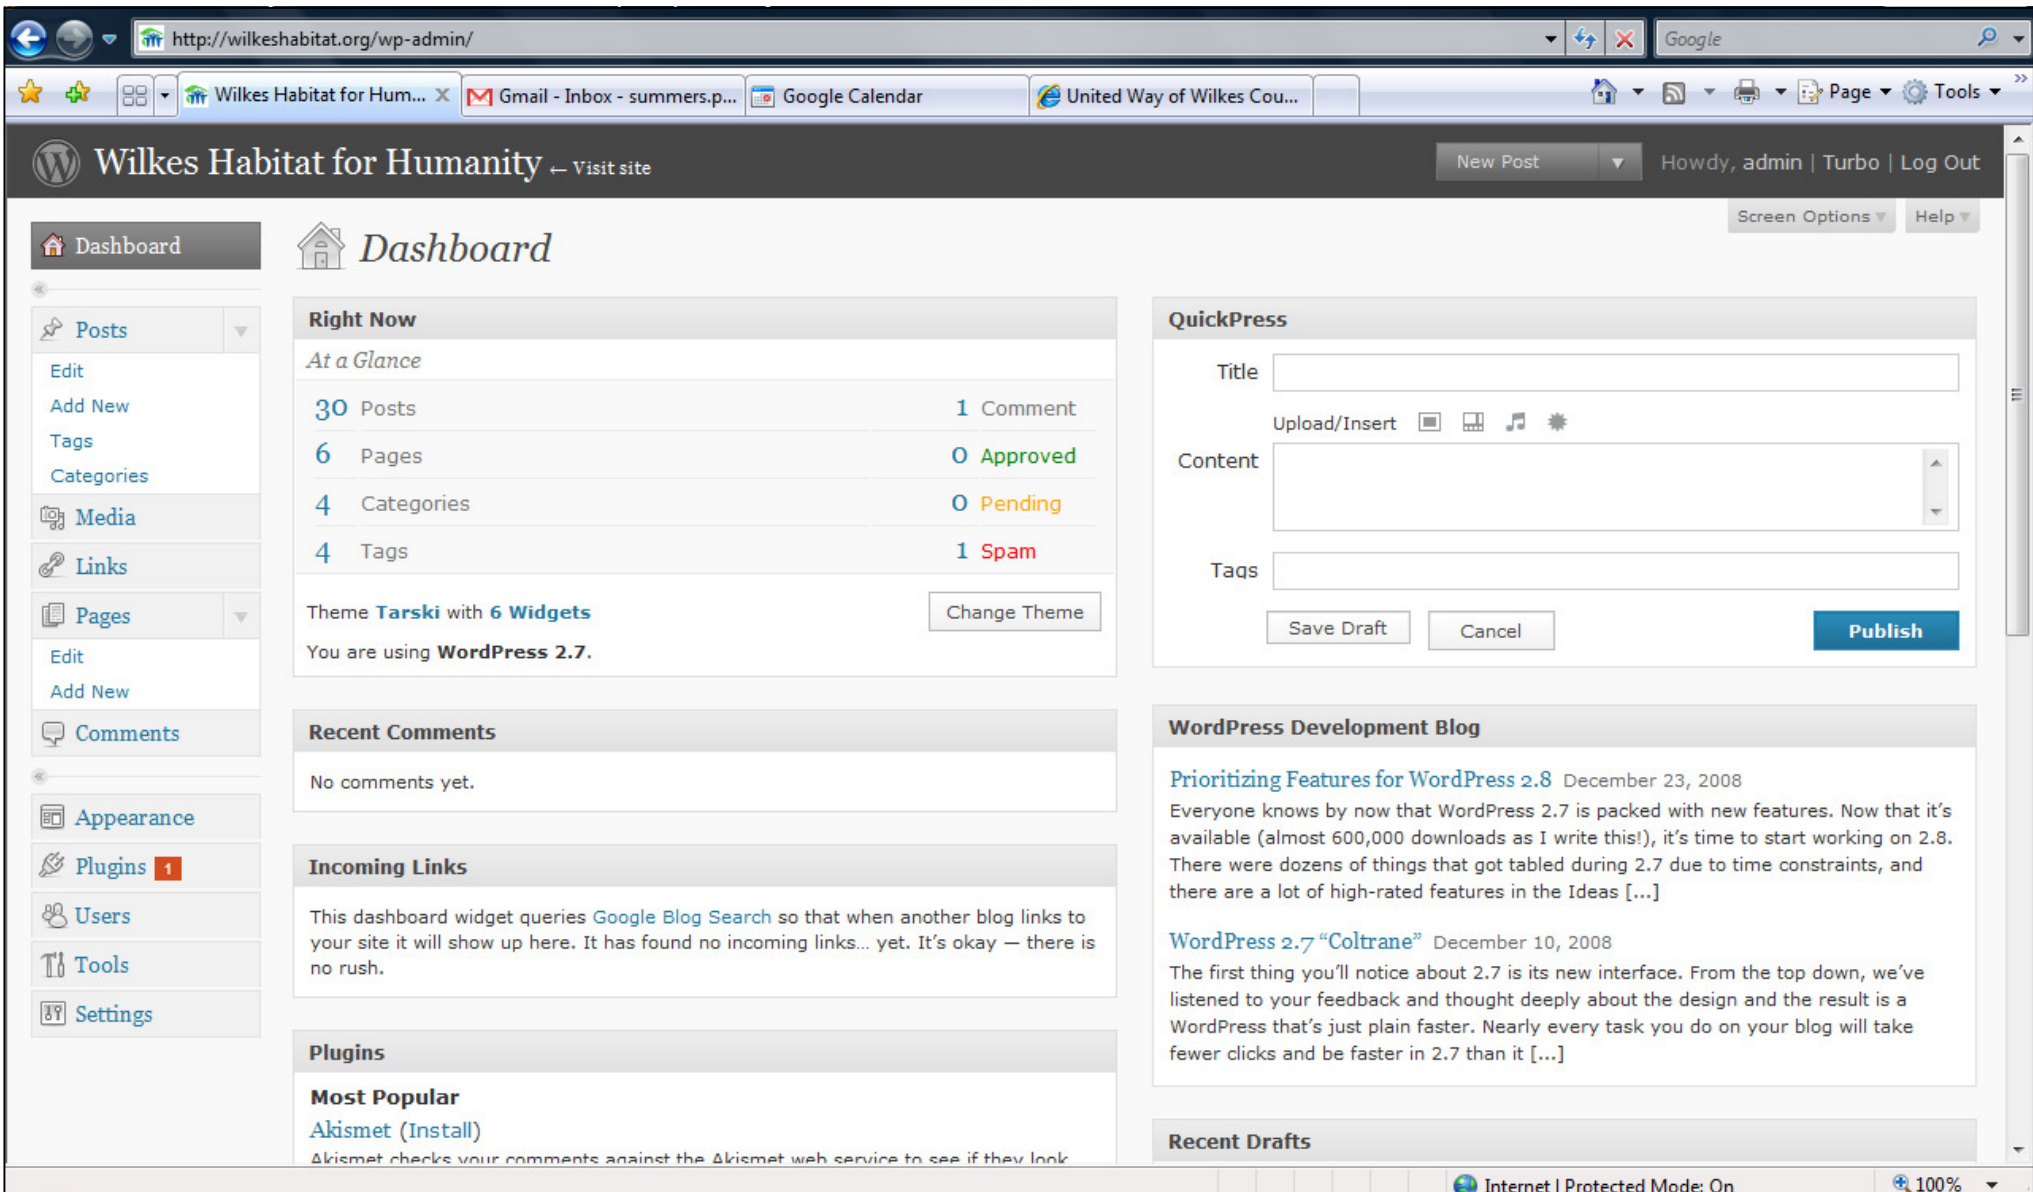 http://wilkeshabitat.org/wp-admin/
Google
Wilkes Habitat for Hum...
Gmail - Inbox - summers.p...
Google Calendar
United Way of Wilkes Cou...
Page
Tools
Wilkes Habitat for Humanity ← Visit site
New Post
Howdy, admin | Turbo | Log Out
Screen Options
Help
Dashboard
Posts
Edit
Add New
Tags
Categories
Media
Links
Pages
Edit
Add New
Comments
Appearance
Plugins 1
Users
Tools
Settings
Dashboard
Right Now
At a Glance
30 Posts 1 Comment
6 Pages 0 Approved
4 Categories 0 Pending
4 Tags 1 Spam
Theme Tarski with 6 Widgets
Change Theme
You are using WordPress 2.7.
Recent Comments
No comments yet.
Incoming Links
This dashboard widget queries Google Blog Search so that when another blog links to
your site it will show up here. It has found no incoming links... yet. It's okay — there is
no rush.
Plugins
Most Popular
Akismet (Install)
Akismet checks your comments against the Akismet web service to see if they look
QuickPress
Title
Upload/Insert
Content
Tags
Save Draft
Cancel
Publish
WordPress Development Blog
Prioritizing Features for WordPress 2.8 December 23, 2008
Everyone knows by now that WordPress 2.7 is packed with new features. Now that it's
available (almost 600,000 downloads as I write this!), it's time to start working on 2.8.
There were dozens of things that got tabled during 2.7 due to time constraints, and
there are a lot of high-rated features in the Ideas [...]
WordPress 2.7 “Coltrane” December 10, 2008
The first thing you'll notice about 2.7 is its new interface. From the top down, we've
listened to your feedback and thought deeply about the design and the result is a
WordPress that's just plain faster. Nearly every task you do on your blog will take
fewer clicks and be faster in 2.7 than it [...]
Recent Drafts
Internet | Protected Mode: On
100%